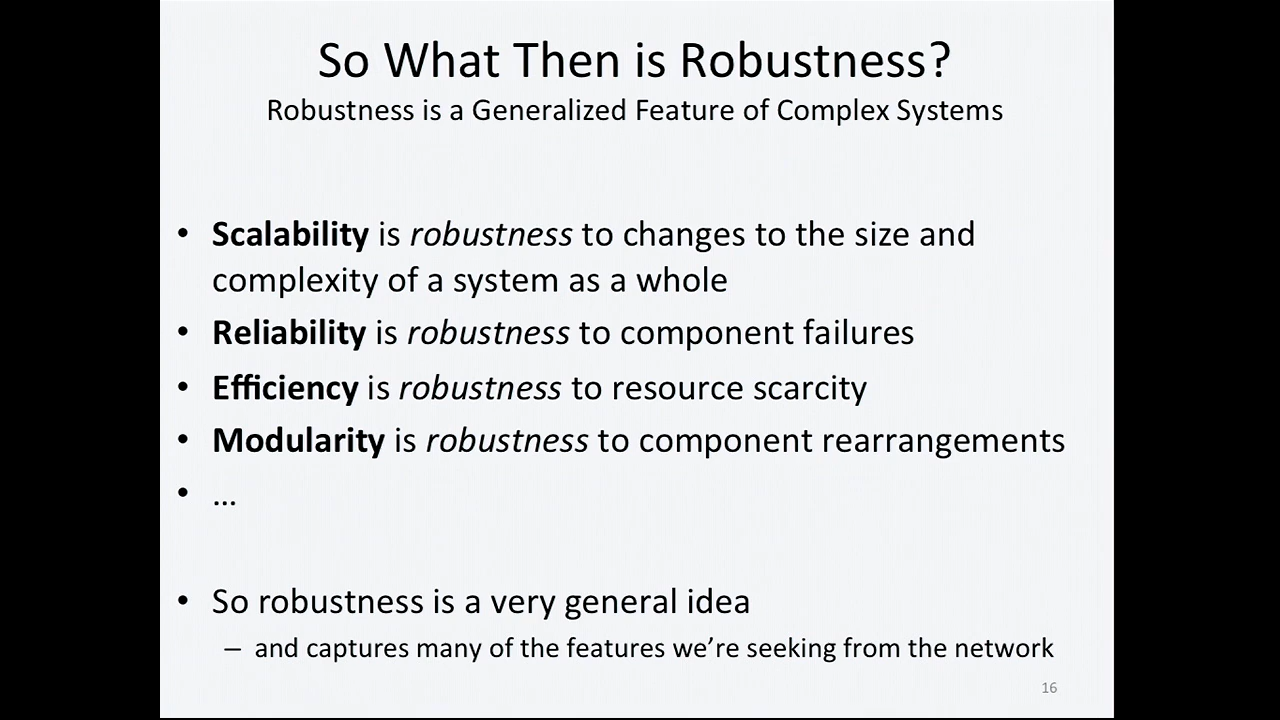 So What Then is Robustness?
Robustness is a Generalized Feature of Complex Systems
• Scalability is robustness to changes to the size and
complexity of a system as a whole
• Reliability is robustness to component failures
• Efficiency is robustness to resource scarcity
• Modularity is robustness to component rearrangements
• ...
• So robustness is a very general idea
– and captures many of the features we're seeking from the network
16